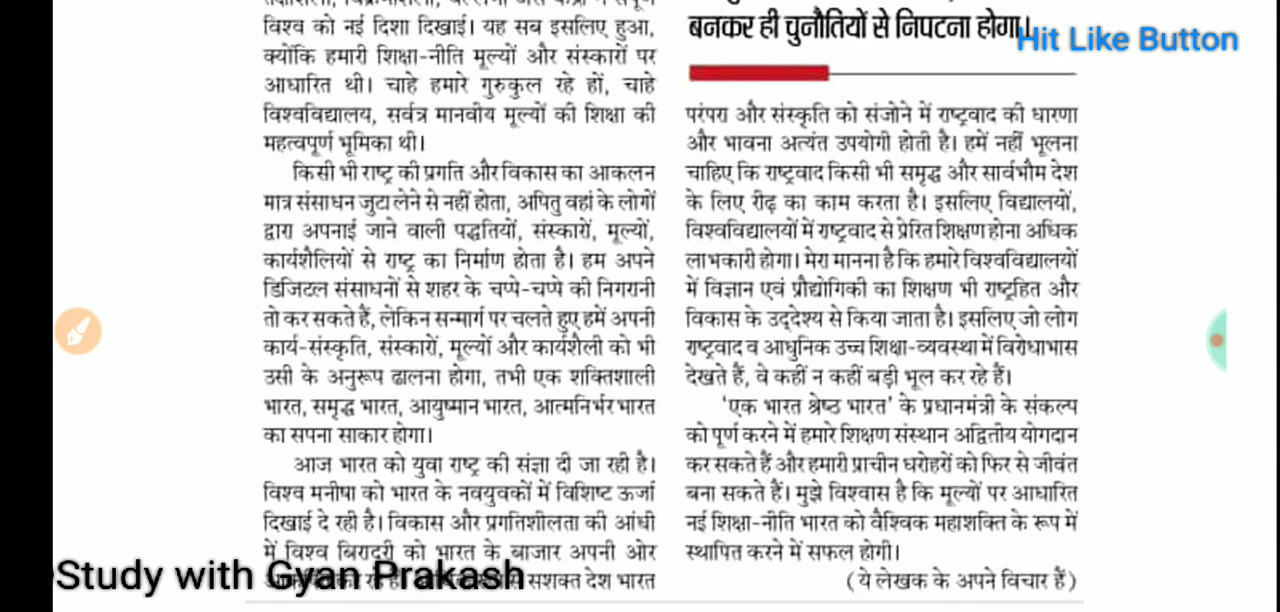 विश्व को नई दिशा दिखाई। यह सब इसलिए हुआ,
क्योंकि हमारी शिक्षा-नीति मूल्यों और संस्कारों पर
आधारित थी। चाहे हमारे गुरुकुल रहे हों, चाहे
विश्वविद्यालय, सर्वत्र मानवीय मूल्यों की शिक्षा की
महत्वपूर्ण भूमिका थी।
किसी भी राष्ट्र की प्रगति और विकास का आकलन
मात्र संसाधन जुटा लेने से नहीं होता, अपितु वहां के लोगों
द्वारा अपनाई जाने वाली पद्धतियों, संस्कारों, मूल्यों,
कार्यशैलियों से राष्ट्र का निर्माण होता है। हम अपने
डिजिटल संसाधनों से शहर के चप्पे-चप्पे की निगरानी
तो कर सकते हैं, लेकिन सन्मार्ग पर चलते हुए हमें अपनी
कार्य-संस्कृति, संस्कारों, मूल्यों और कार्यशैली को भी
उसी के अनुरूप ढालना होगा, तभी एक शक्तिशाली
भारत, समृद्ध भारत, आयुष्मान भारत, आत्मनिर्भर भारत
का सपना साकार होगा।
आज भारत को युवा राष्ट्र की संज्ञा दी जा रही है।
विश्व मनीषा को भारत के नवयुवकों में विशिष्ट ऊर्जा
दिखाई दे रही है। विकास और प्रगतिशीलता की आंधी
में विश्व बिरादरी को भारत के बाजार अपनी ओर
सशक्त देश भारत
बनकर ही चुनौतियों से निपटना होगा।
Hit Like Button
परंपरा और संस्कृति को संजोने में राष्ट्रवाद की धारणा
और भावना अत्यंत उपयोगी होती है। हमें नहीं भूलना
चाहिए कि राष्ट्रवाद किसी भी समृद्ध और सार्वभौम देश
के लिए रीढ़ का काम करता है। इसलिए विद्यालयों,
विश्वविद्यालयों में राष्ट्रवाद से प्रेरित शिक्षण होना अधिक
लाभकारी होगा। मेरा मानना है कि हमारे विश्वविद्यालयों
में विज्ञान एवं प्रौद्योगिकी का शिक्षण भी राष्ट्रहित और
विकास के उद्देश्य से किया जाता है। इसलिए जो लोग
राष्ट्रवाद व आधुनिक उच्च शिक्षा-व्यवस्था में विरोधाभास
देखते हैं, वे कहीं न कहीं बड़ी भूल कर रहे हैं।
'एक भारत श्रेष्ठ भारत' के प्रधानमंत्री के संकल्प
को पूर्ण करने में हमारे शिक्षण संस्थान अद्वितीय योगदान
कर सकते हैं और हमारी प्राचीन धरोहरों को फिर से जीवंत
बना सकते हैं। मुझे विश्वास है कि मूल्यों पर आधारित
नई शिक्षा-नीति भारत को वैश्विक महाशक्ति के रूप में
स्थापित करने में सफल होगी।
(ये लेखक के अपने विचार हैं)
Study with Gyan Prakash